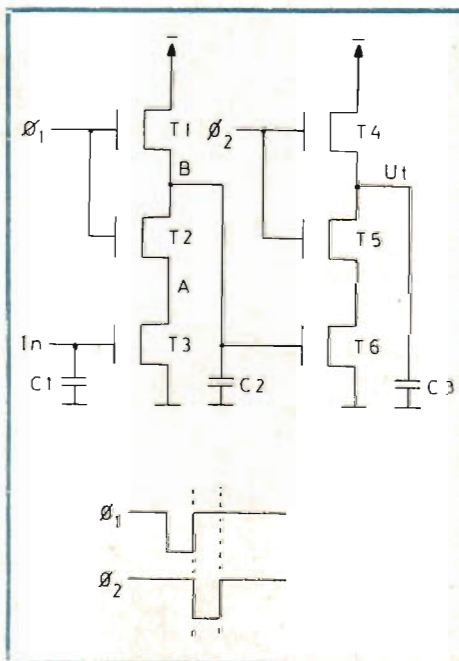 Ø1 T1 Ø2 T4
B Ut
T2 T5
A
In T3 T6
C1 C2 C3
Ø1
Ø2